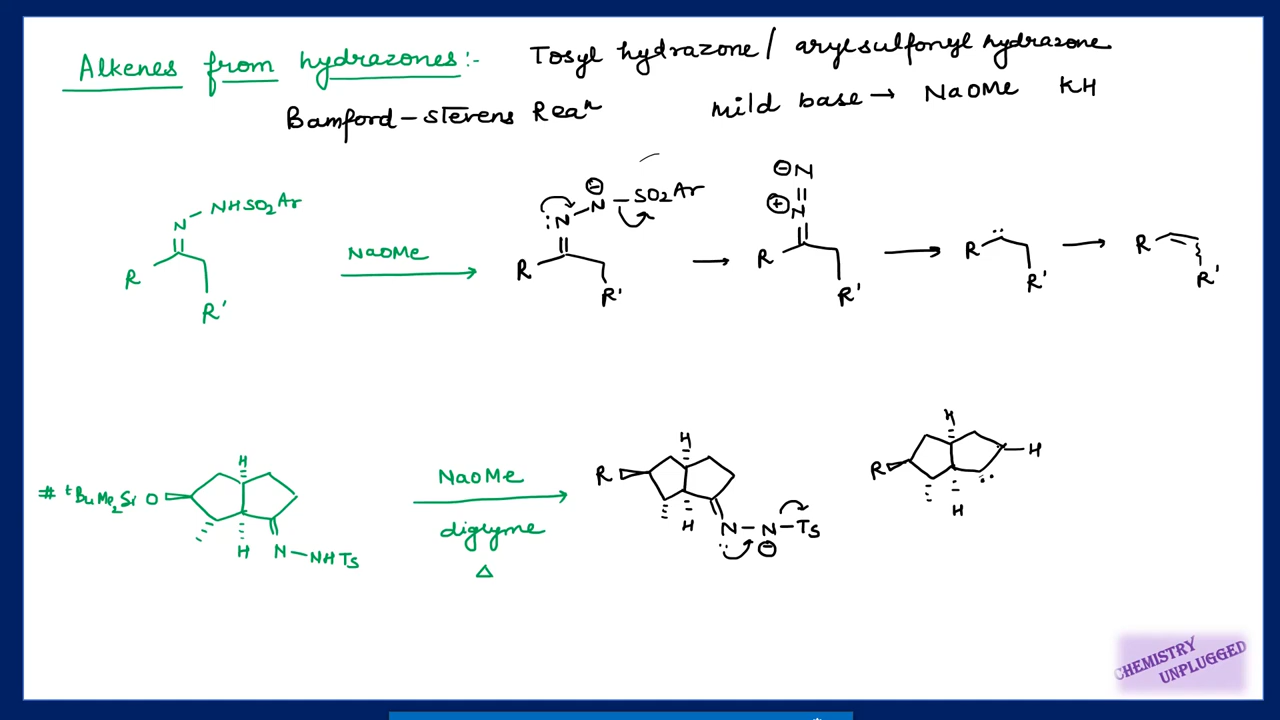 Alkenes from hydrazones:- Tosyl hydrazone / arylsulfonyl hydrazone
Bamford-Stevens Reaⁿ mild base → NaOMe KH
N - NHSO₂Ar
R
R'
NaOMe
N - N ⊖ - SO₂Ar
R
R'
→
⊖ N
⊕ N
R
R'
→
R
R'
→
R
R'
# ᵗBuMe₂Si O
H
H
N - NHTs
NaOMe
diglyme
Δ
R
H
H
N - N - Ts
⊖
R
H
H
H
CHEMISTRY
UNPLUGGED